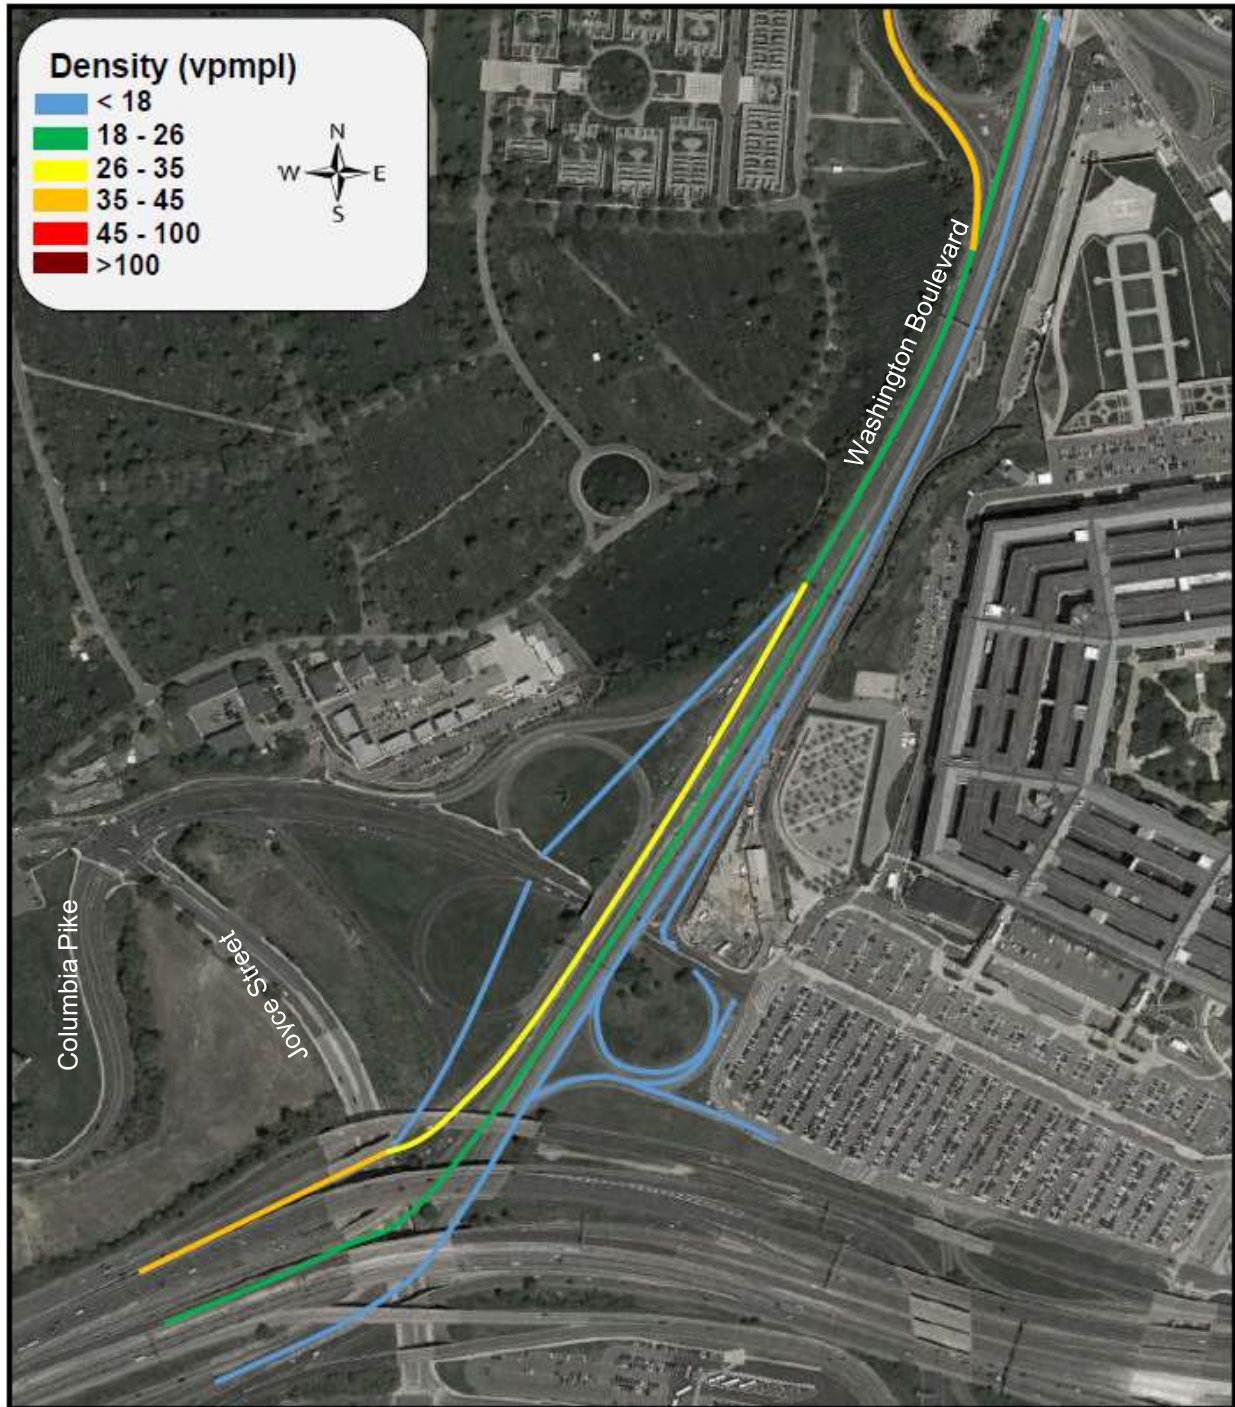 Density (vpmpl)
< 18
18 - 26
26 - 35
35 - 45
45 - 100
>100
N
W E
S
Washington Boulevard
Columbia Pike
Joyce Street
H